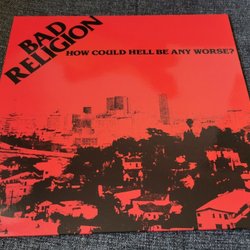 BAD
RELIGION
HOW COULD HELL BE ANY WORSE?